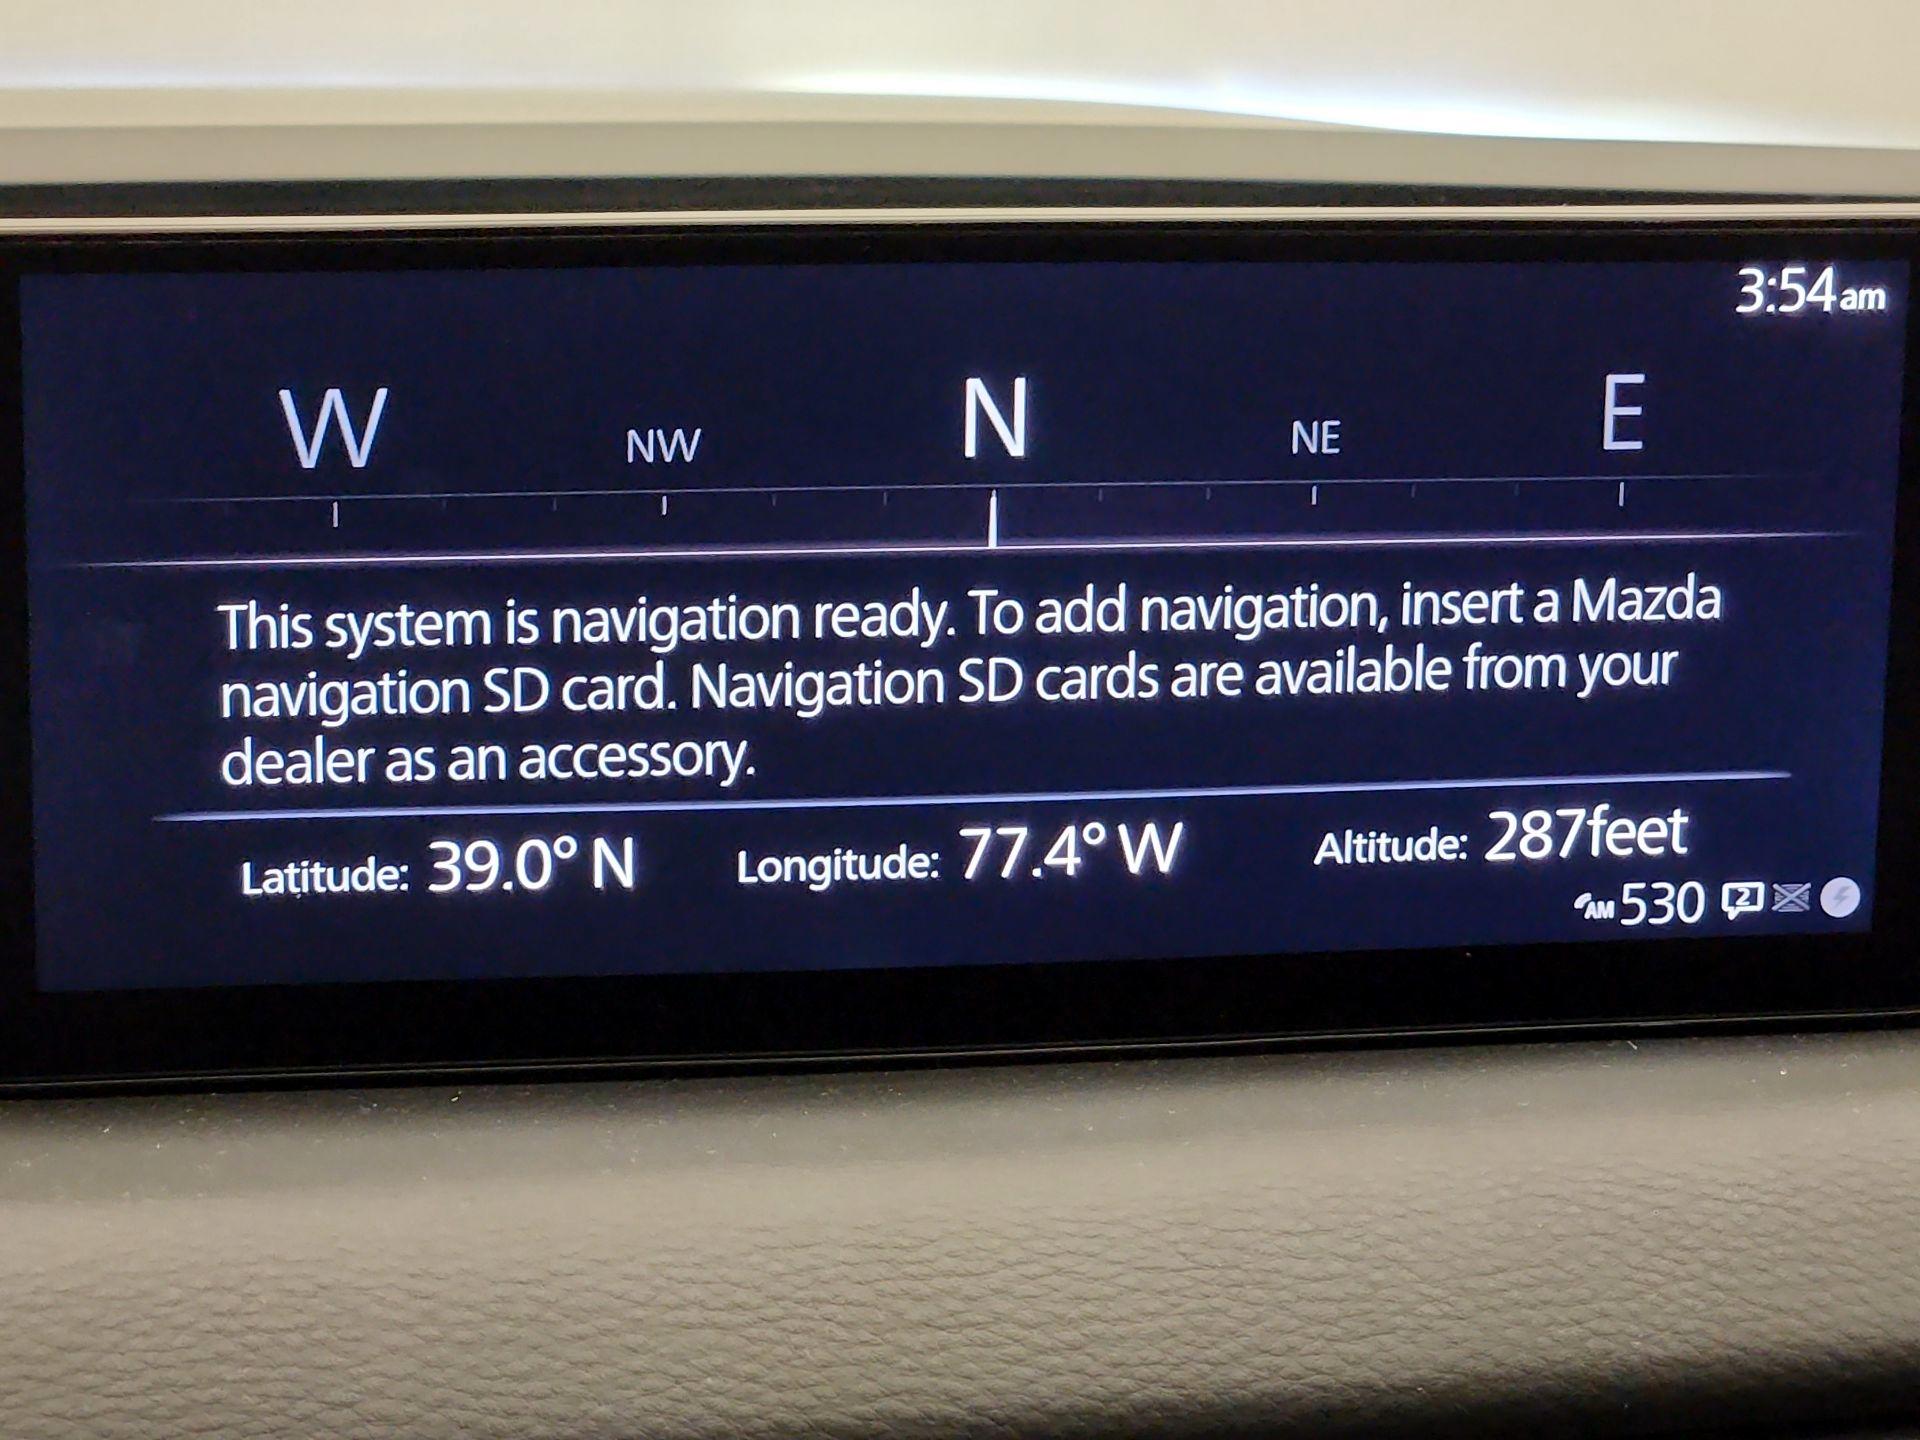 3:54am
W NW N NE E
This system is navigation ready. To add navigation, insert a Mazda
navigation SD card. Navigation SD cards are available from your
dealer as an accessory.
Latitude: 39.0° N Longitude: 77.4° W Altitude: 287feet
AM 530 2